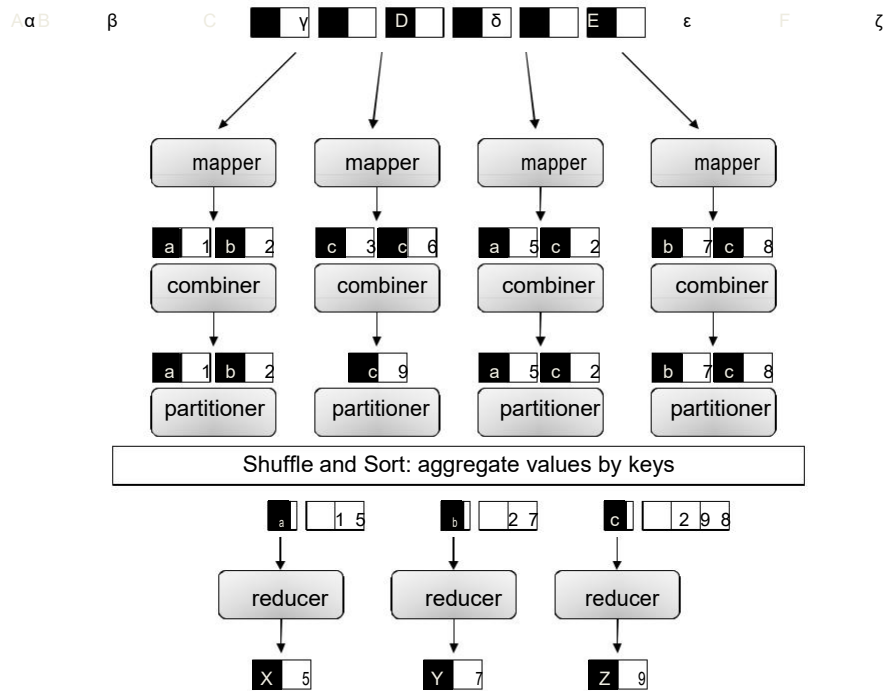 A α B β C γ D δ E ε F ζ
mapper mapper mapper mapper
a 1 b 2 c 3 c 6 a 5 c 2 b 7 c 8
combiner combiner combiner combiner
a 1 b 2 c 9 a 5 c 2 b 7 c 8
partitioner partitioner partitioner partitioner
Shuffle and Sort: aggregate values by keys
a 1 5 b 2 7 c 2 9 8
reducer reducer reducer
X 5 Y 7 Z 9